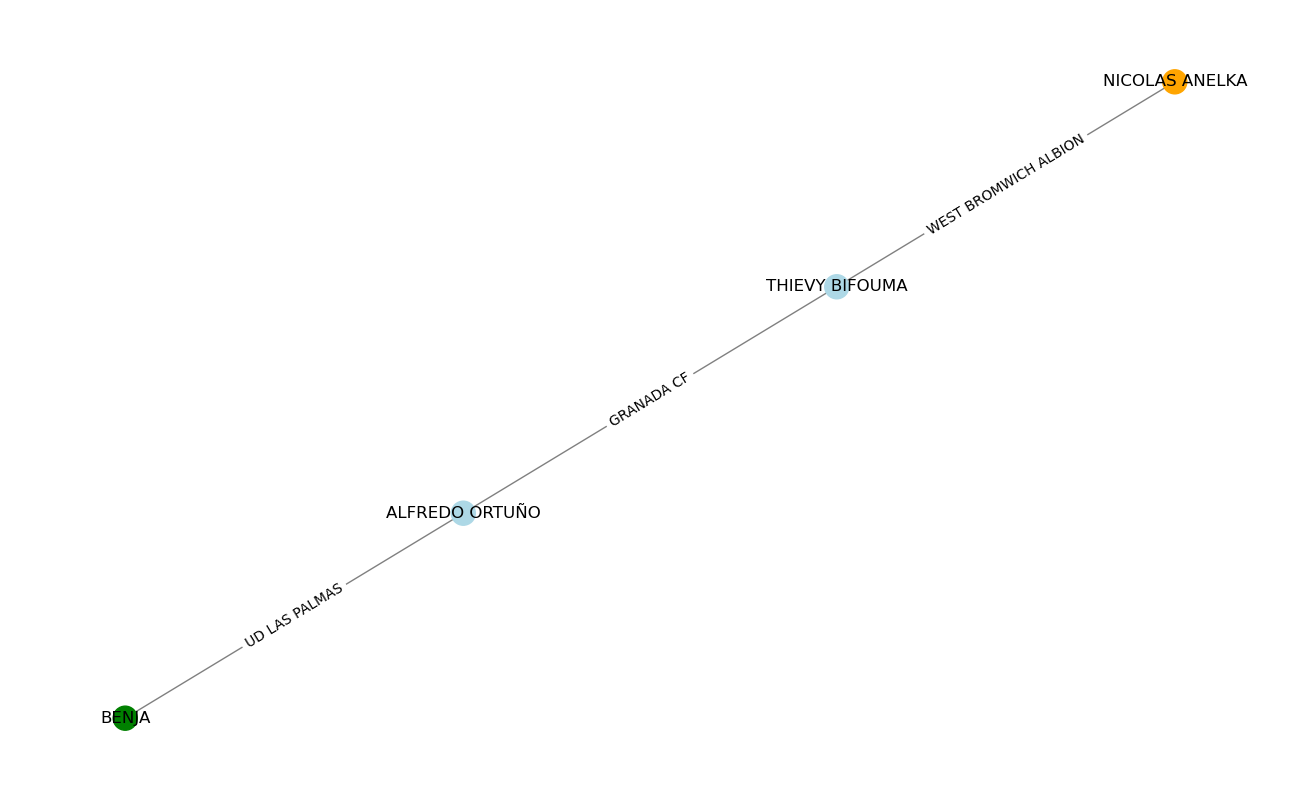 NICOLAS ANELKA
WEST BROMWICH ALBION
THIEVY BIFOUMA
GRANADA CF
ALFREDO ORTUÑO
UD LAS PALMAS
BENJA